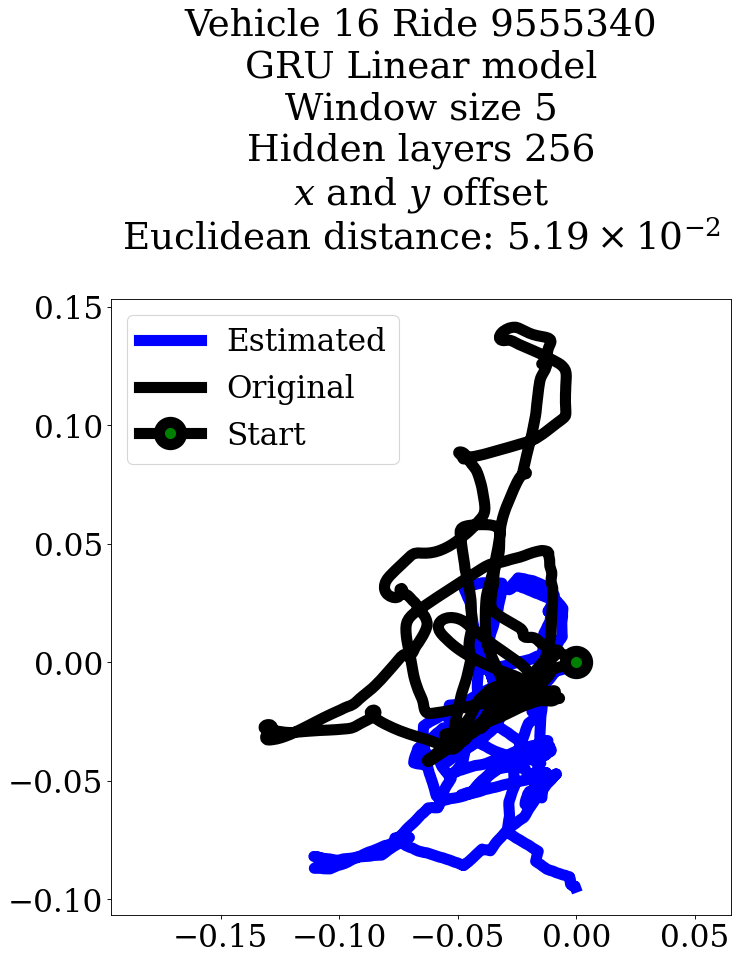 Vehicle 16 Ride 9555340
GRU Linear model
Window size 5
Hidden layers 256
x and y offset
Euclidean distance: 5.19 × 10⁻²
Estimated
Original
Start
0.15
0.10
0.05
0.00
−0.05
−0.10
−0.15 −0.10 −0.05 0.00 0.05